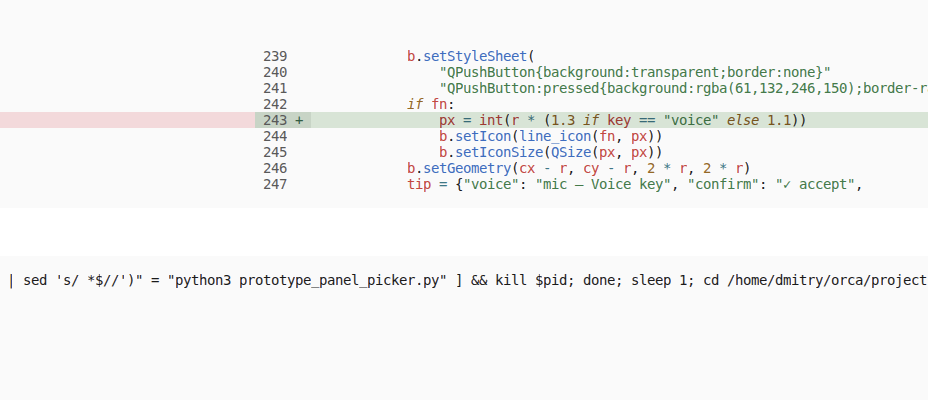 239 b.setStyleSheet(
240 "QPushButton{background:transparent;border:none}"
241 "QPushButton:pressed{background:rgba(61,132,246,150);border-r
242 if fn:
243 + px = int(r * (1.3 if key == "voice" else 1.1))
244 b.setIcon(line_icon(fn, px))
245 b.setIconSize(QSize(px, px))
246 b.setGeometry(cx - r, cy - r, 2 * r, 2 * r)
247 tip = {"voice": "mic — Voice key", "confirm": "✓ accept",
| sed 's/ *$//')" = "python3 prototype_panel_picker.py" ] && kill $pid; done; sleep 1; cd /home/dmitry/orca/project